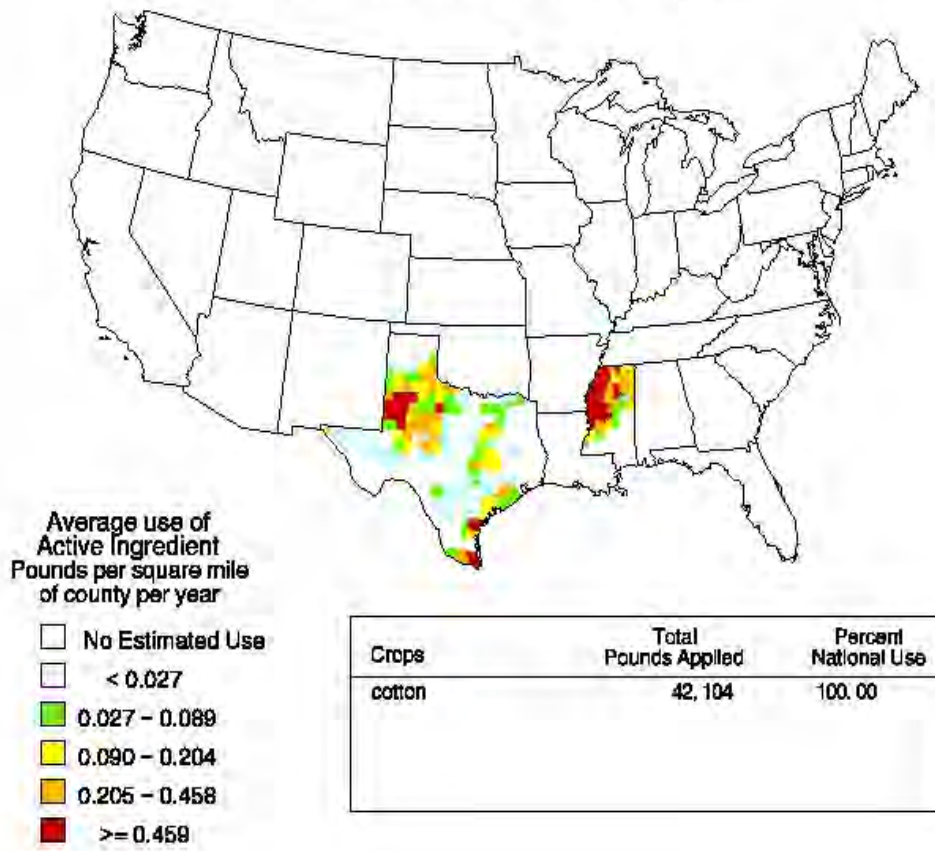 Average use of
Active Ingredient
Pounds per square mile
of county per year
No Estimated Use
< 0.027
0.027 – 0.089
0.090 – 0.204
0.205 – 0.458
>= 0.459
Crops Total Pounds Applied Percent National Use
cotton 42, 104 100. 00